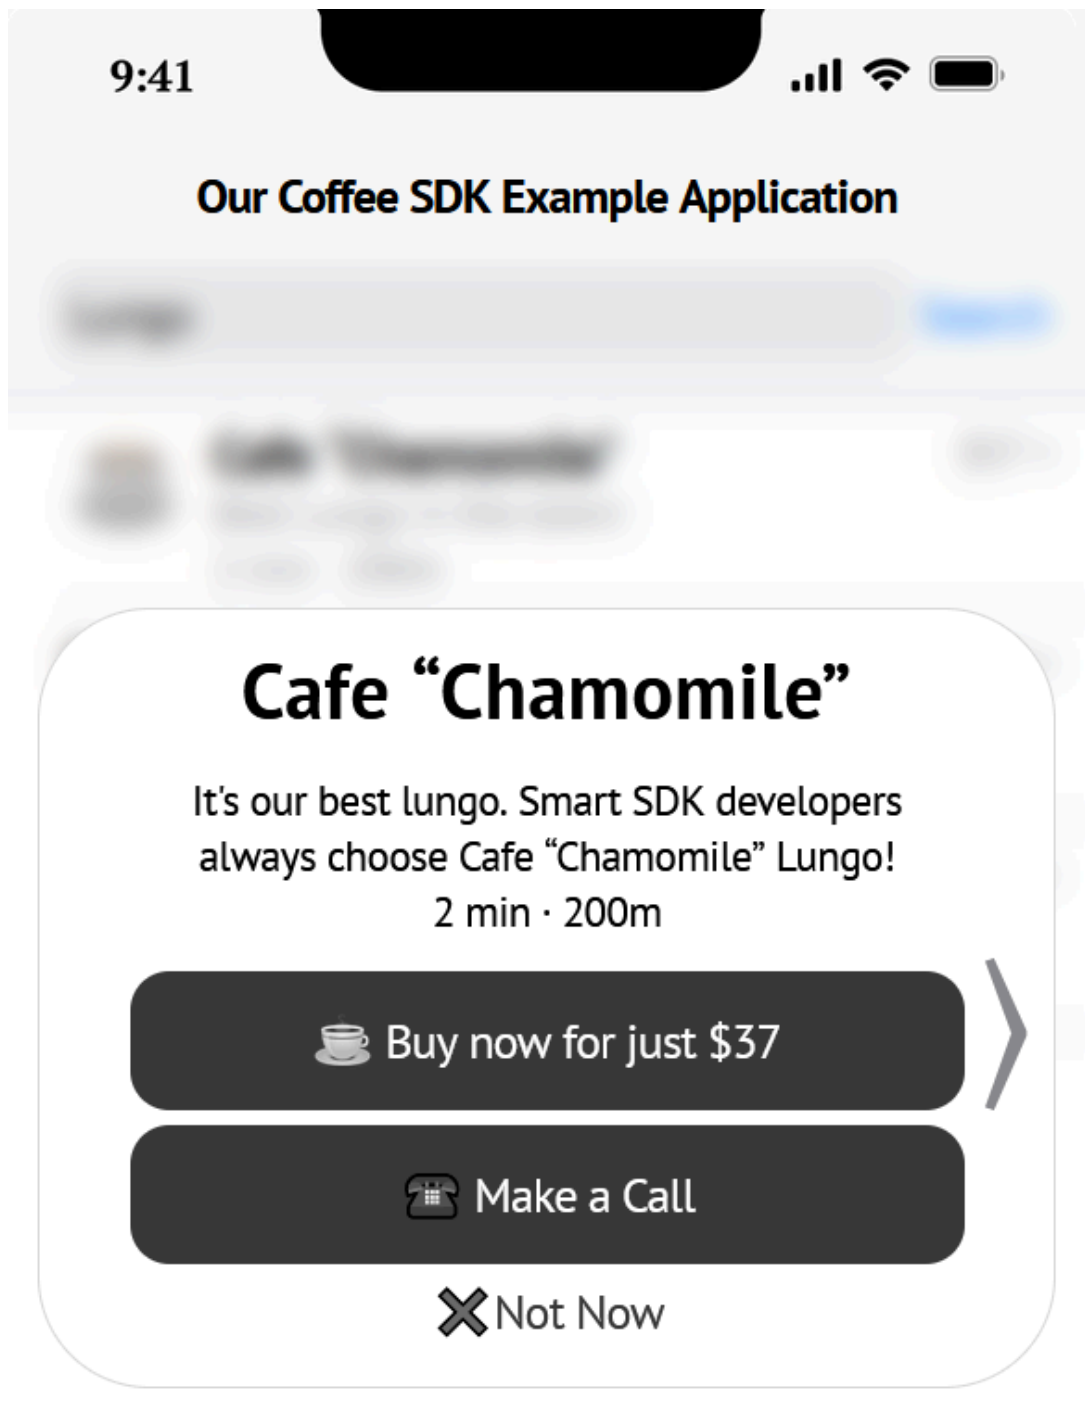 9:41
Our Coffee SDK Example Application
Cafe “Chamomile”
It's our best lungo. Smart SDK developers
always choose Cafe “Chamomile” Lungo!
2 min · 200m
Buy now for just $37
Make a Call
Not Now